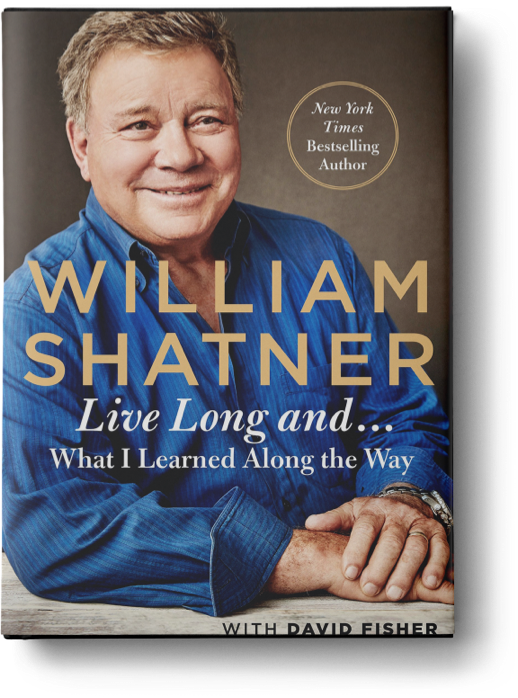 New York
Times
Bestselling
Author
WILLIAM
SHATNER
Live Long and...
What I Learned Along the Way
WITH DAVID FISHER